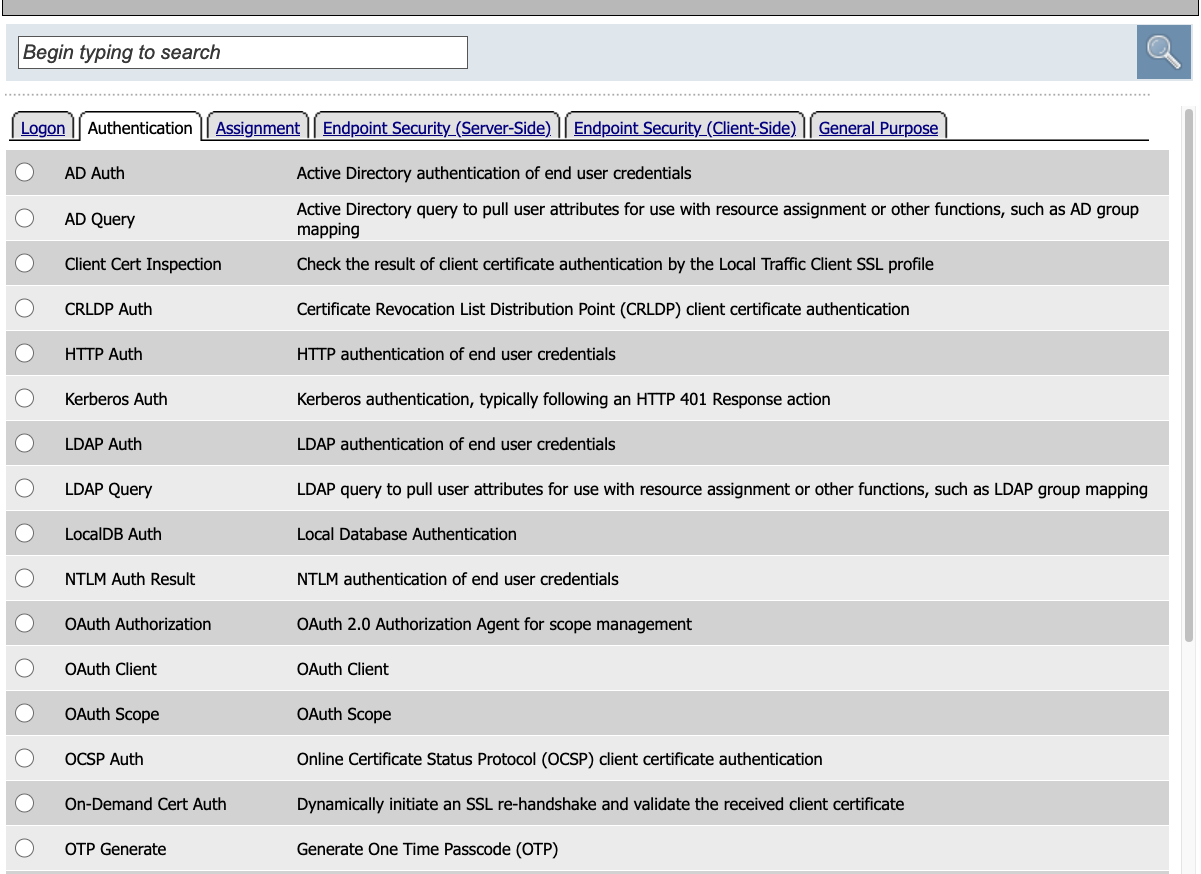 Begin typing to search
Logon Authentication Assignment Endpoint Security (Server-Side) Endpoint Security (Client-Side) General Purpose
AD Auth Active Directory authentication of end user credentials
AD Query Active Directory query to pull user attributes for use with resource assignment or other functions, such as AD group
mapping
Client Cert Inspection Check the result of client certificate authentication by the Local Traffic Client SSL profile
CRLDP Auth Certificate Revocation List Distribution Point (CRLDP) client certificate authentication
HTTP Auth HTTP authentication of end user credentials
Kerberos Auth Kerberos authentication, typically following an HTTP 401 Response action
LDAP Auth LDAP authentication of end user credentials
LDAP Query LDAP query to pull user attributes for use with resource assignment or other functions, such as LDAP group mapping
LocalDB Auth Local Database Authentication
NTLM Auth Result NTLM authentication of end user credentials
OAuth Authorization OAuth 2.0 Authorization Agent for scope management
OAuth Client OAuth Client
OAuth Scope OAuth Scope
OCSP Auth Online Certificate Status Protocol (OCSP) client certificate authentication
On-Demand Cert Auth Dynamically initiate an SSL re-handshake and validate the received client certificate
OTP Generate Generate One Time Passcode (OTP)